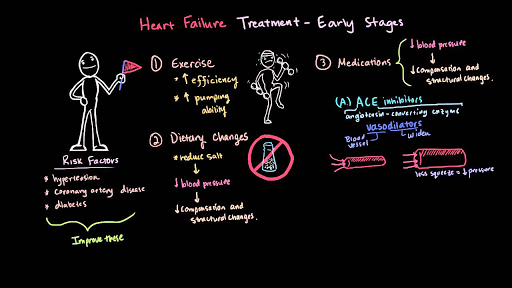 Heart Failure Treatment - Early Stages
Risk Factors
* hypertension
* coronary artery disease
* diabetes
Improve these
1 Exercise
* ↑ efficiency
* ↑ pumping
ability
2 Dietary Changes
* reduce salt
↓
↓ blood pressure
↓
↓ compensation and
structural changes.
3 Medications
↓ blood pressure
↓
↓ compensation and
structural changes.
(A) ACE inhibitors
angiotensin-converting enzyme
vasodilators
Blood
vessel
widen
less squeeze = ↓ pressure